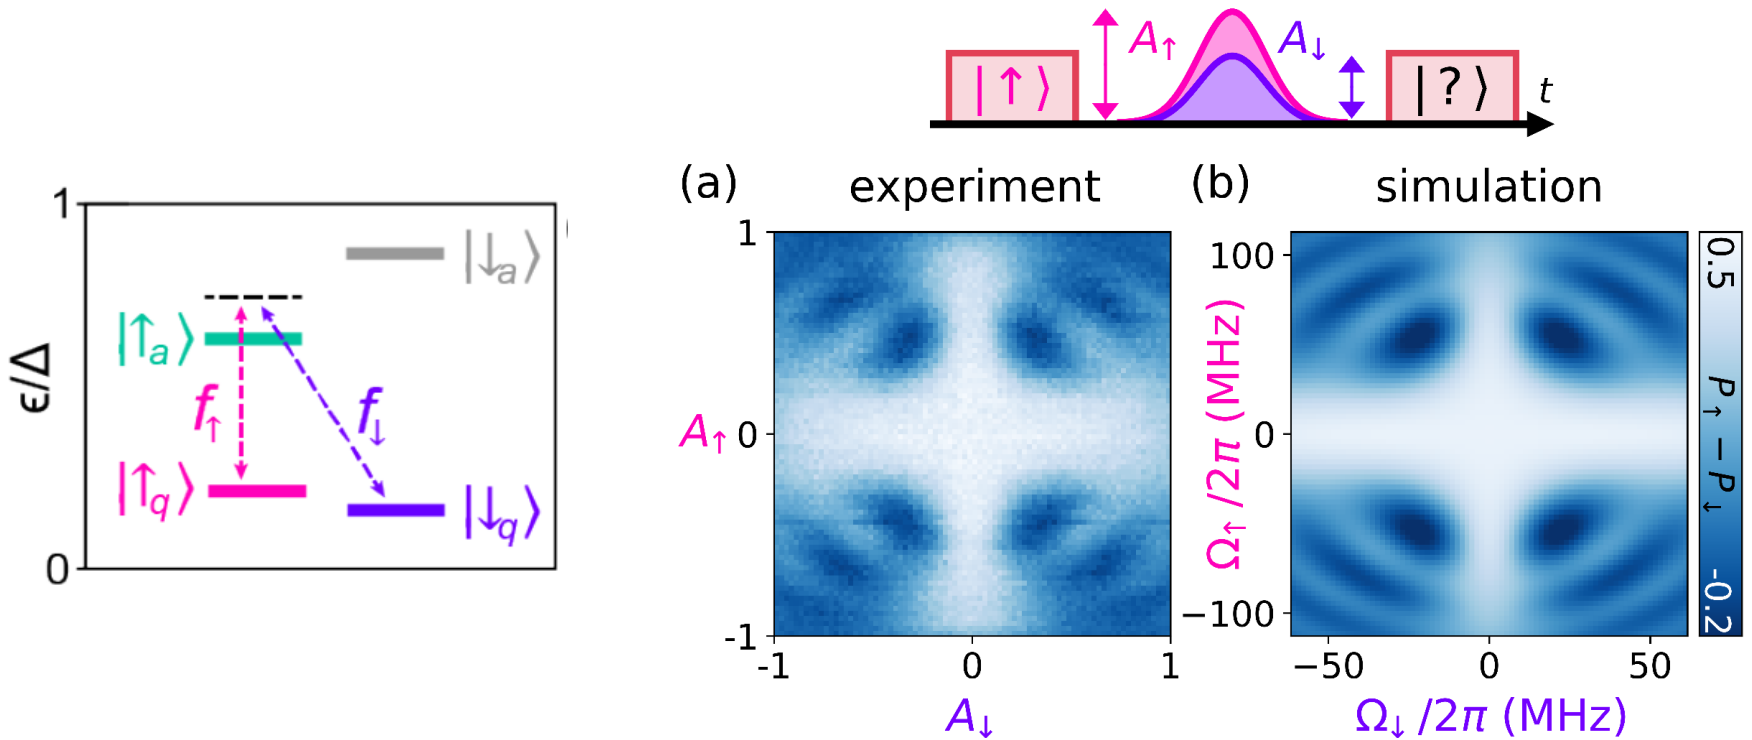 1
ϵ/Δ
0
|↓a⟩
|↑a⟩
f↑
f↓
|↑q⟩
|↓q⟩
A↑
A↓
|↑⟩
|?⟩
t
(a) experiment
(b) simulation
1
A↑ 0
-1
-1 0 1
A↓
100
0
−100
Ω↑/2π (MHz)
−50 0 50
Ω↓/2π (MHz)
0.5
P↑ − P↓
-0.2